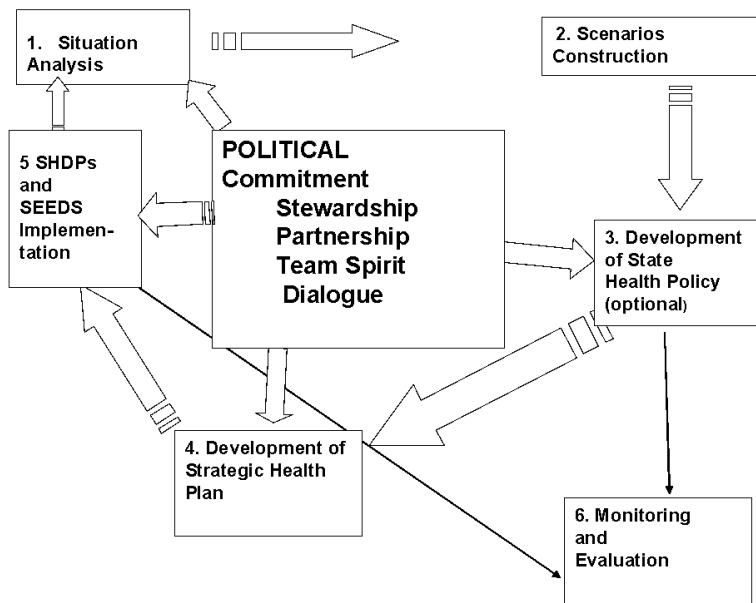 1. Situation
Analysis
2. Scenarios
Construction
POLITICAL
Commitment
Stewardship
Partnership
Team Spirit
Dialogue
5 SHDPs
and
SEEDS
Implemen-
tation
3. Development
of State
Health Policy
(optional)
4. Development of
Strategic Health
Plan
6. Monitoring
and
Evaluation